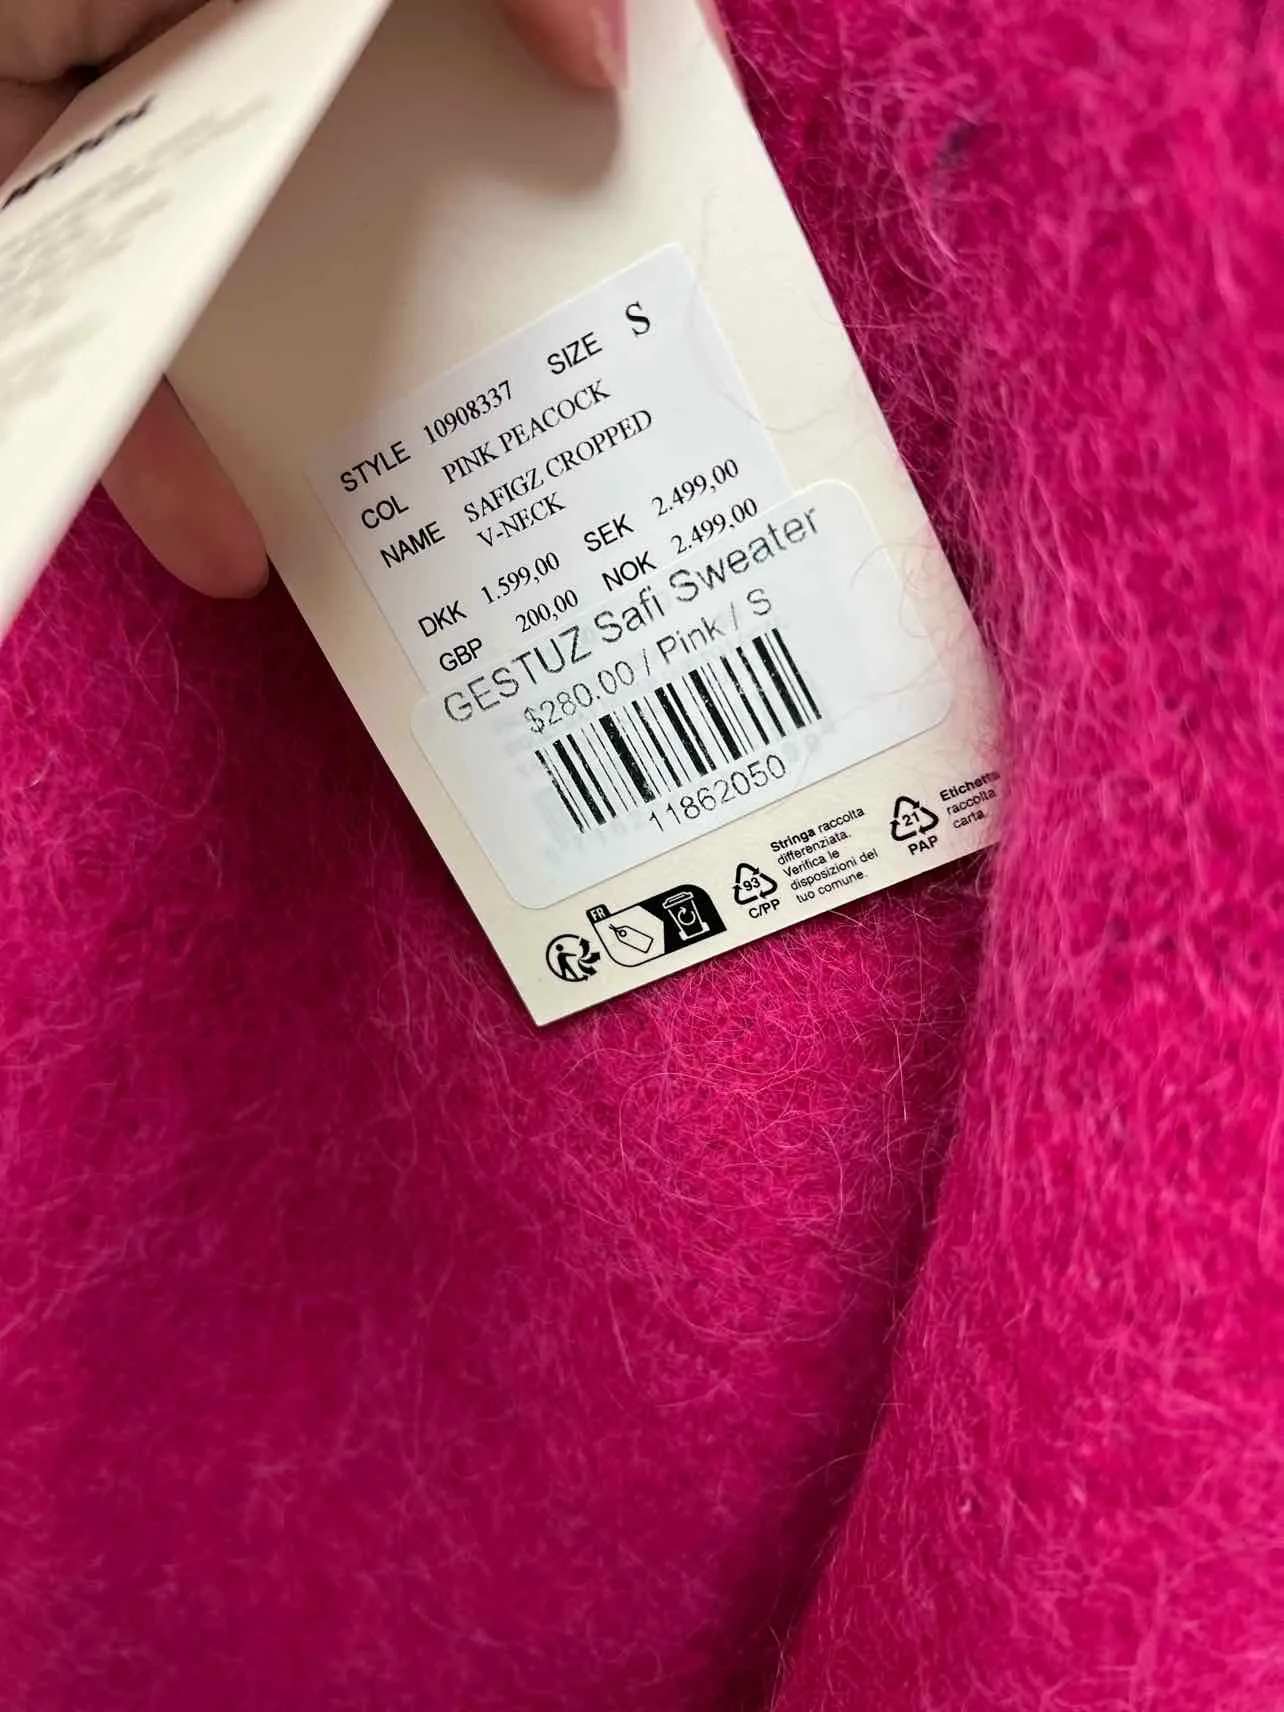 STYLE 10908337 SIZE S
COL PINK PEACOCK
NAME SAFIGZ CROPPED
V-NECK
DKK 1.599,00 SEK 2.499,00
GBP 200,00 NOK 2.499,00
GESTUZ Safi Sweater
$280.00 / Pink / S
11862050
FR
93
C/PP
Stringa raccolta
differenziata.
Verifica le
disposizioni del
tuo comune.
21
PAP
Etichetta
raccolta
carta.